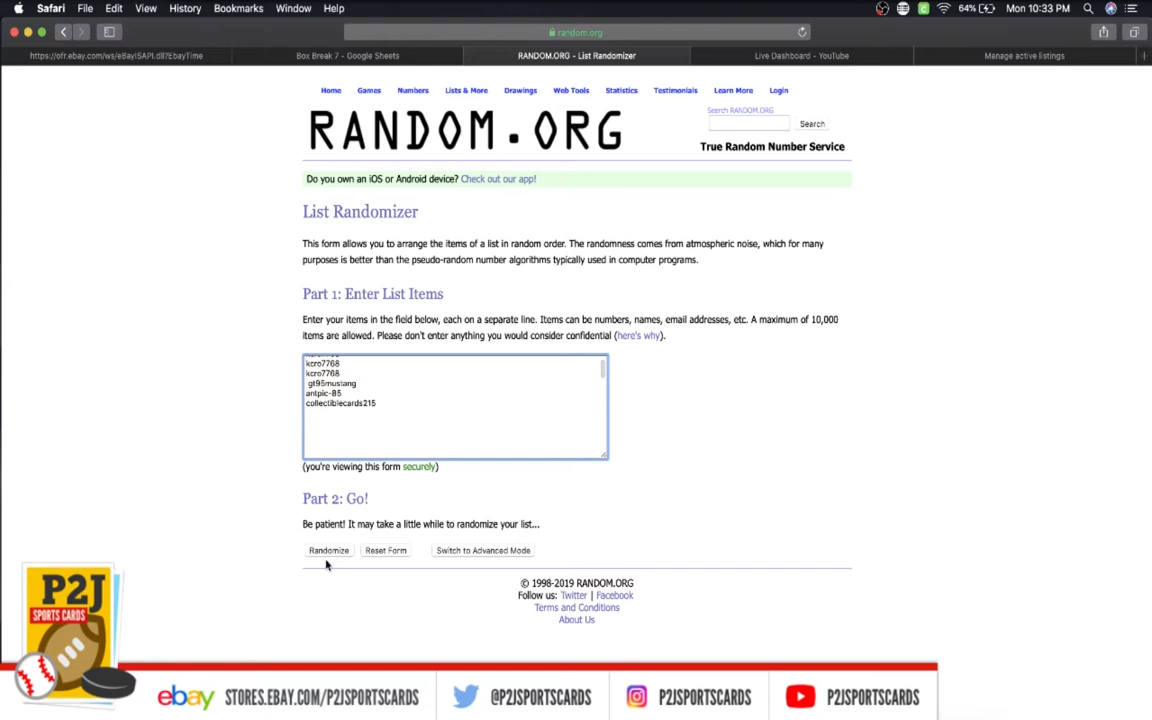 Safari File Edit View History Bookmarks Window Help 64% Mon 10:33 PM
random.org
https://ofr.ebay.com/ws/eBayISAPI.dll?EbayTime Box Break 7 - Google Sheets RANDOM.ORG - List Randomizer Live Dashboard - YouTube Manage active listings
Home Games Numbers Lists & More Drawings Web Tools Statistics Testimonials Learn More Login
RANDOM.ORG
Search RANDOM.ORG
Search
True Random Number Service
Do you own an iOS or Android device? Check out our app!
List Randomizer
This form allows you to arrange the items of a list in random order. The randomness comes from atmospheric noise, which for many
purposes is better than the pseudo-random number algorithms typically used in computer programs.
Part 1: Enter List Items
Enter your items in the field below, each on a separate line. Items can be numbers, names, email addresses, etc. A maximum of 10,000
items are allowed. Please don't enter anything you would consider confidential (here's why).
kcro7768
kcro7768
gt95mustang
antpic-85
collectiblecards215
(you're viewing this form securely)
Part 2: Go!
Be patient! It may take a little while to randomize your list...
Randomize Reset Form Switch to Advanced Mode
© 1998-2019 RANDOM.ORG
Follow us: Twitter | Facebook
Terms and Conditions
About Us
P2J
SPORTS CARDS
ebay STORES.EBAY.COM/P2JSPORTSCARDS @P2JSPORTSCARDS P2JSPORTSCARDS P2JSPORTSCARDS